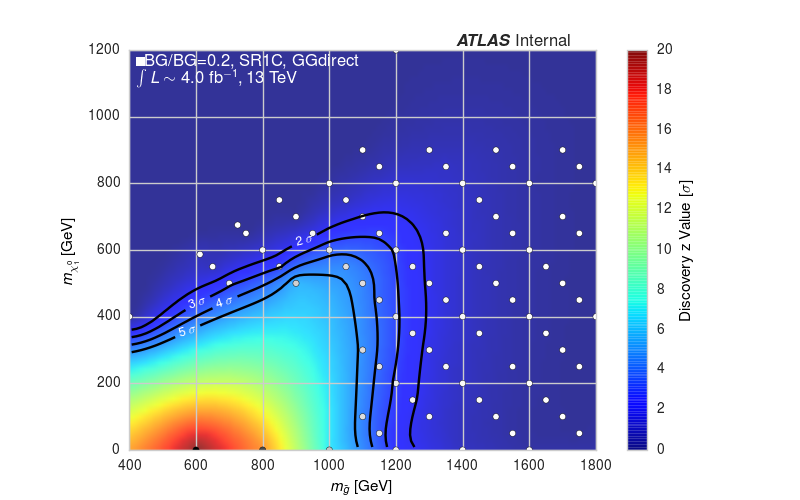 ATLAS Internal
BG/BG=0.2, SR1C, GGdirect
∫ L ∼ 4.0 fb⁻¹, 13 TeV
1200
1000
800
600
400
200
0
m_χ̃₁⁰ [GeV]
2 σ
3 σ
4 σ
5 σ
400 600 800 1000 1200 1400 1600 1800
m_g̃ [GeV]
20
18
16
14
12
10
8
6
4
2
0
Discovery z Value [σ]